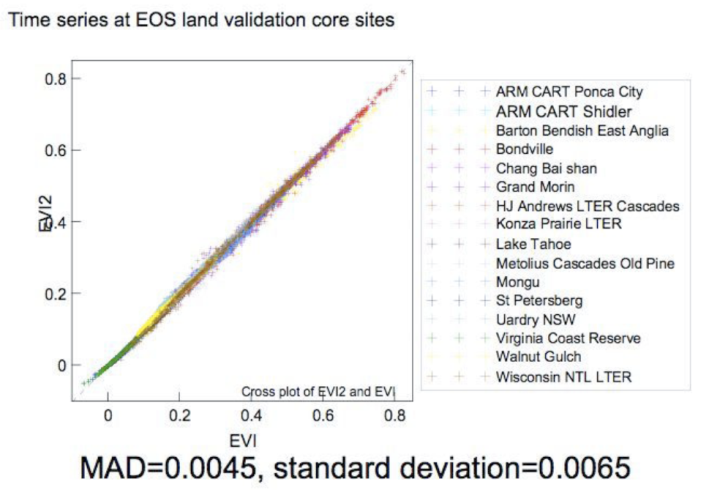 Time series at EOS land validation core sites
0.8
0.6
EVI2
0.4
0.2
0
Cross plot of EVI2 and EVI
0 0.2 0.4 0.6 0.8
EVI
ARM CART Ponca City
ARM CART Shidler
Barton Bendish East Anglia
Bondville
Chang Bai shan
Grand Morin
HJ Andrews LTER Cascades
Konza Prairie LTER
Lake Tahoe
Metolius Cascades Old Pine
Mongu
St Petersberg
Uardry NSW
Virginia Coast Reserve
Walnut Gulch
Wisconsin NTL LTER
MAD=0.0045, standard deviation=0.0065